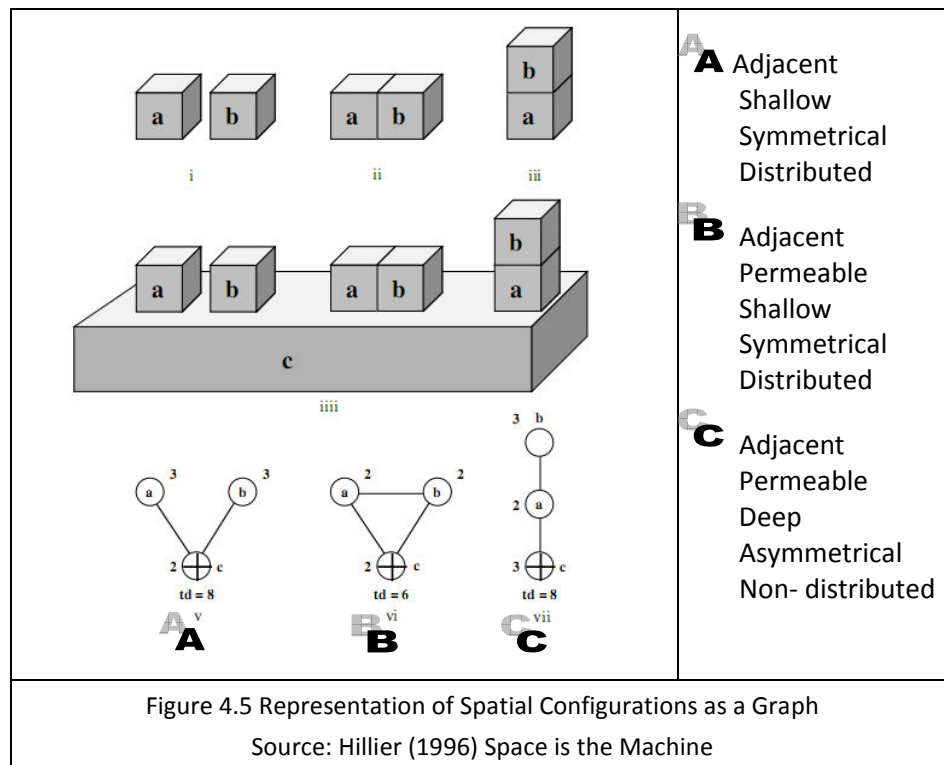 a b
i
a b
ii
b
a
iii
a b
a b
b
a
c
iiii
3 3
a b
2 c
td = 8
v
A A
2 2
a b
2 c
td = 6
vi
B B
3 b
2 a
3 c
td = 8
vii
C C
A A Adjacent
Shallow
Symmetrical
Distributed
B B Adjacent
Permeable
Shallow
Symmetrical
Distributed
C C Adjacent
Permeable
Deep
Asymmetrical
Non- distributed
Figure 4.5 Representation of Spatial Configurations as a Graph
Source: Hillier (1996) Space is the Machine